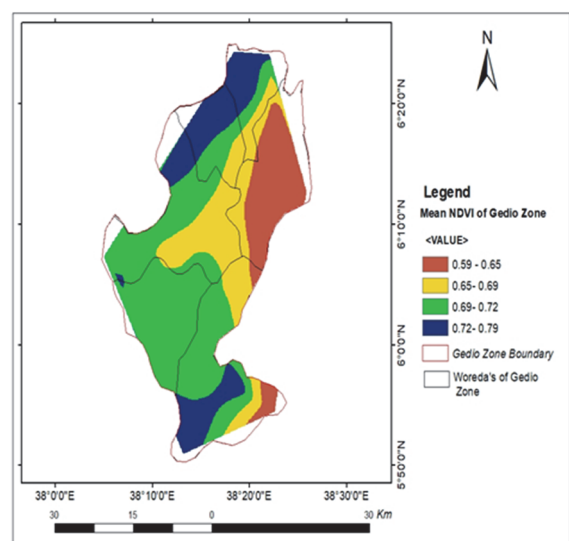 N
6°20'0"N
6°10'0"N
6°0'0"N
5°50'0"N
38°0'0"E
38°10'0"E
38°20'0"E
38°30'0"E
30
15
0
30 Km
Legend
Mean NDVI of Gedio Zone
<VALUE>
0.59 - 0.65
0.65 - 0.69
0.69- 0.72
0.72- 0.79
Gedio Zone Boundary
Woreda's of Gedio
Zone